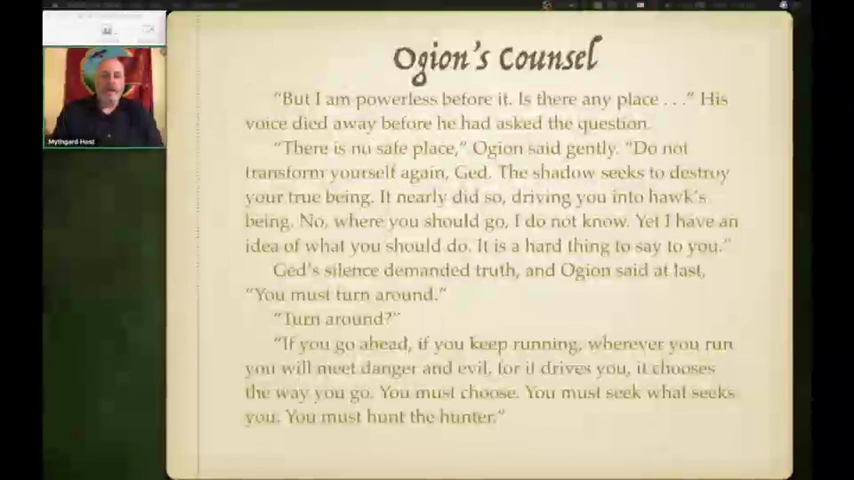 Ogion's Counsel
"But I am powerless before it. Is there any place . . ." His
voice died away before he had asked the question.
"There is no safe place," Ogion said gently. "Do not
transform yourself again, Ged. The shadow seeks to destroy
your true being. It nearly did so, driving you into hawk's
being. No, where you should go, I do not know. Yet I have an
idea of what you should do. It is a hard thing to say to you."
Ged's silence demanded truth, and Ogion said at last,
"You must turn around."
"Turn around?"
"If you go ahead, if you keep running, wherever you run
you will meet danger and evil, for it drives you, it chooses
the way you go. You must choose. You must seek what seeks
you. You must hunt the hunter."
Mythgard Host